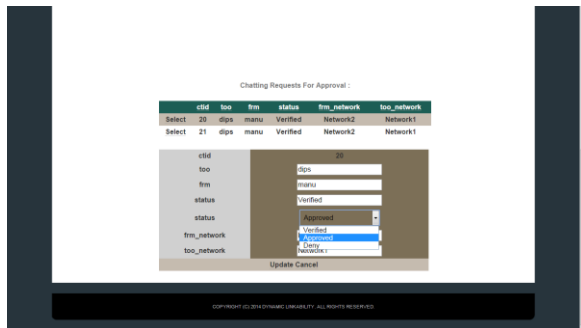 Chatting Requests For Approval :
ctid too frm status frm_network too_network
Select 20 dips manu Verified Network2 Network1
Select 21 dips manu Verified Network2 Network1
ctid 20
too dips
frm manu
status Verified
status Approved
Verified
frm_network Approved
Deny
too_network Network1
Update Cancel
COPYRIGHT (C) 2014 DYNAMIC LINKABILITY. ALL RIGHTS RESERVED.